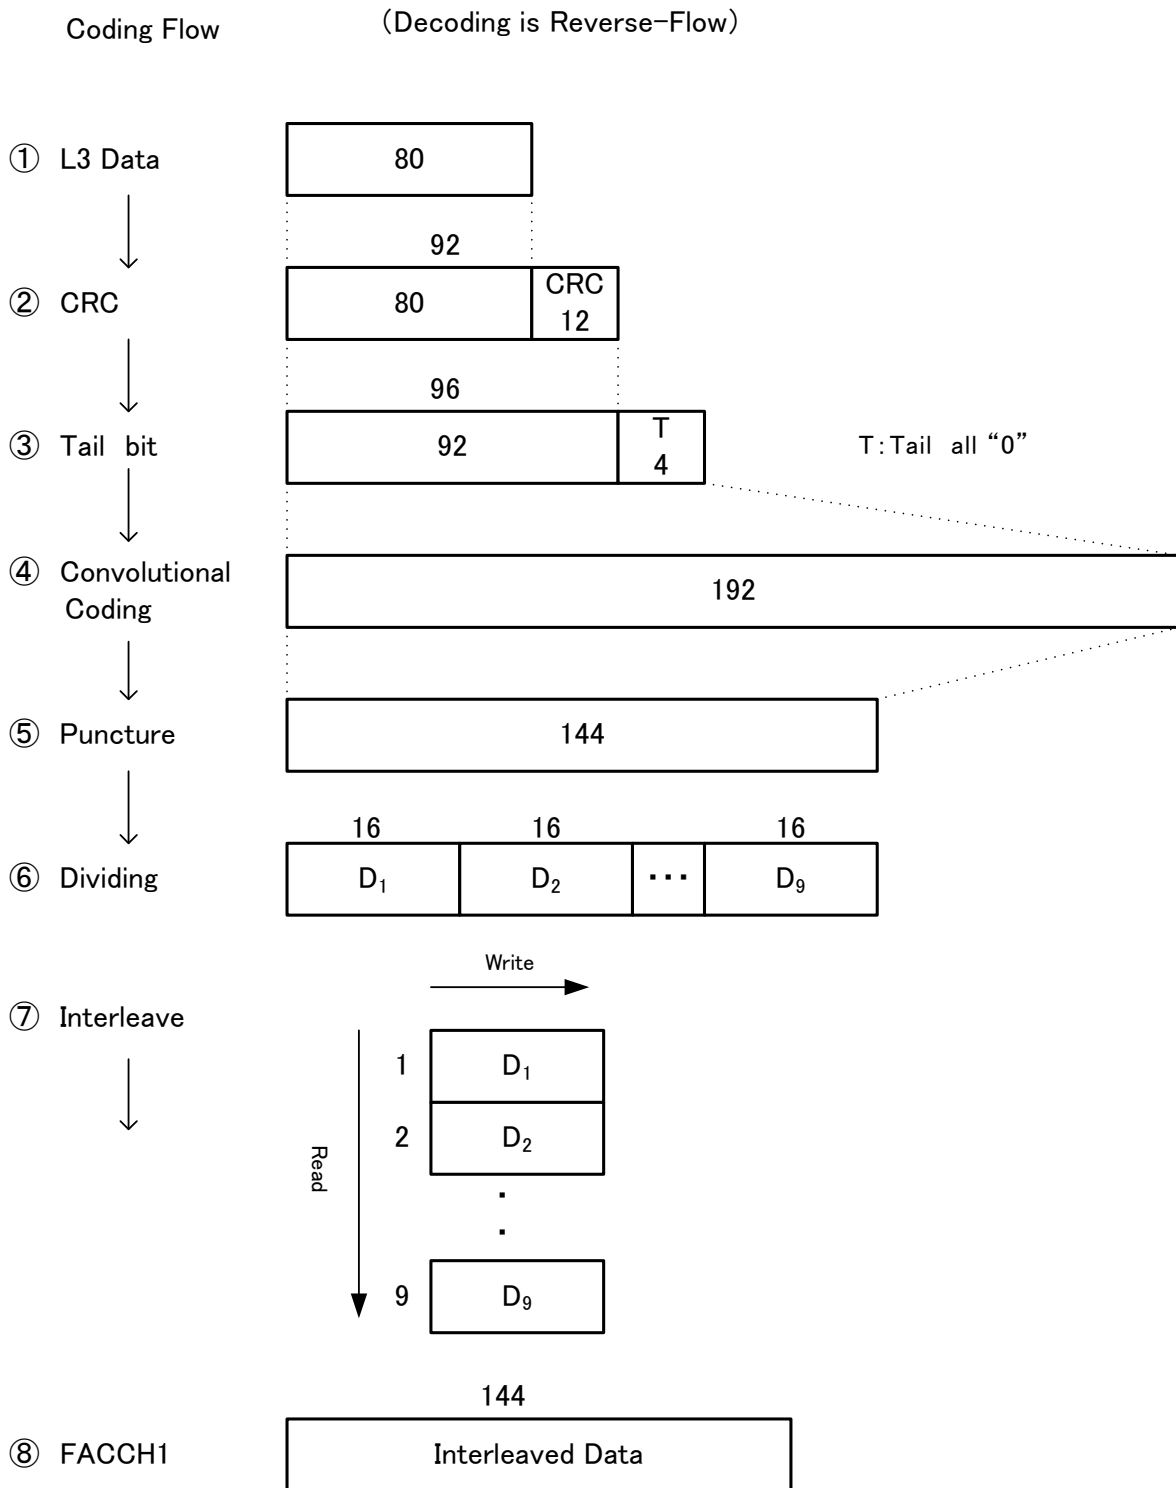 Coding Flow (Decoding is Reverse-Flow)
① L3 Data 80
92
② CRC 80 CRC 12
96
③ Tail bit 92 T 4 T:Tail all “0”
④ Convolutional Coding 192
⑤ Puncture 144
16 16 16
⑥ Dividing D₁ D₂ ・・・ D₉
Write
⑦ Interleave
Read
1 D₁
2 D₂
・
・
9 D₉
144
⑧ FACCH1 Interleaved Data